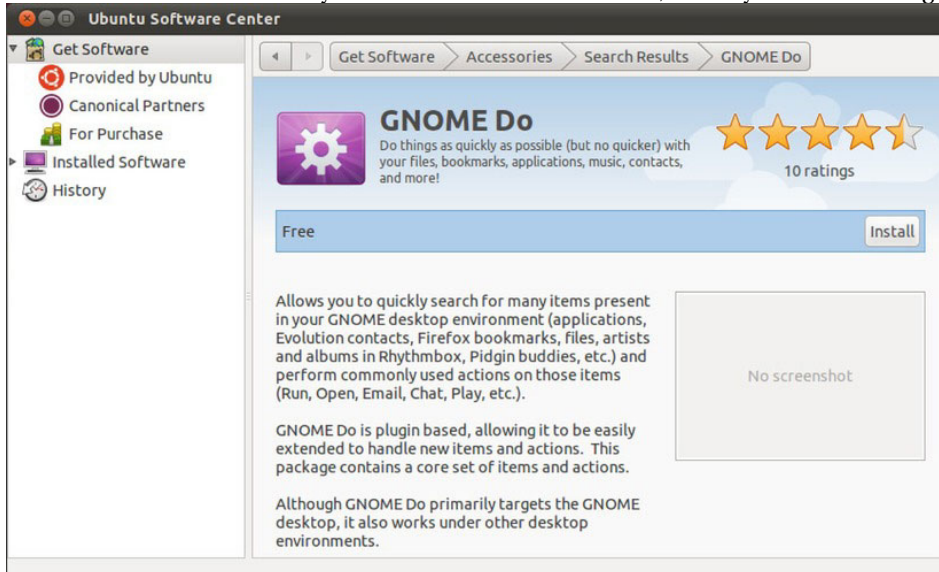 Ubuntu Software Center
Get Software
Provided by Ubuntu
Canonical Partners
For Purchase
Installed Software
History
Get Software
Accessories
Search Results
GNOME Do
GNOME Do
Do things as quickly as possible (but no quicker) with
your files, bookmarks, applications, music, contacts,
and more!
10 ratings
Free
Install
Allows you to quickly search for many items present
in your GNOME desktop environment (applications,
Evolution contacts, Firefox bookmarks, files, artists
and albums in Rhythmbox, Pidgin buddies, etc.) and
perform commonly used actions on those items
(Run, Open, Email, Chat, Play, etc.).
No screenshot
GNOME Do is plugin based, allowing it to be easily
extended to handle new items and actions. This
package contains a core set of items and actions.
Although GNOME Do primarily targets the GNOME
desktop, it also works under other desktop
environments.